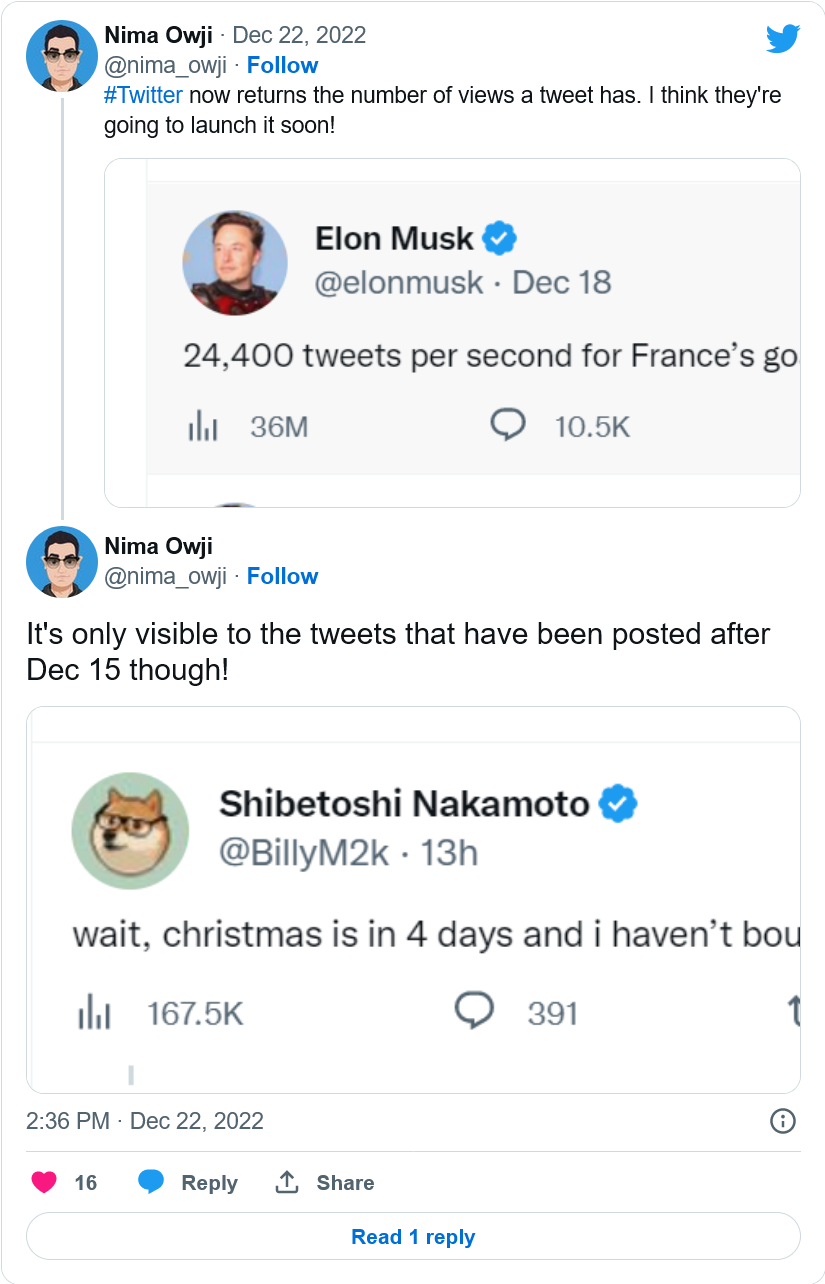 Nima Owji · Dec 22, 2022
@nima_owji · Follow
#Twitter now returns the number of views a tweet has. I think they're
going to launch it soon!
Elon Musk
@elonmusk · Dec 18
24,400 tweets per second for France’s go
36M 10.5K
Nima Owji
@nima_owji · Follow
It's only visible to the tweets that have been posted after
Dec 15 though!
Shibetoshi Nakamoto
@BillyM2k · 13h
wait, christmas is in 4 days and i haven’t bou
167.5K 391
2:36 PM · Dec 22, 2022
16 Reply Share
Read 1 reply